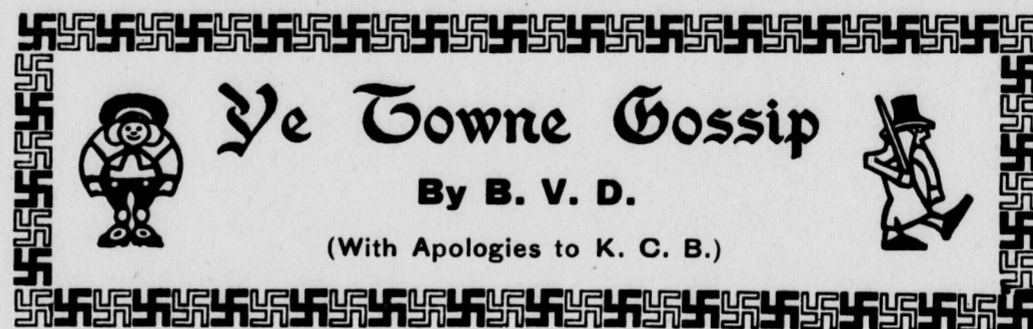 Ye Towne Gossip
By B. V. D.
(With Apologies to K. C. B.)